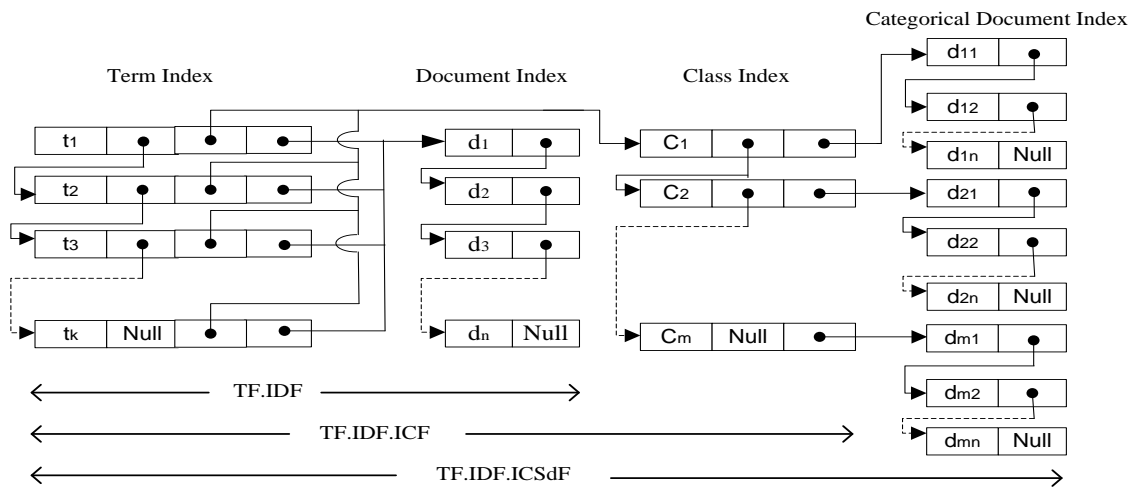 Categorical Document Index
Term Index Document Index Class Index
d11
d12
t1 d1 C1
d1n Null
t2 d2 C2 d21
t3 d3 d22
d2n Null
tk Null dn Null Cm Null dm1
TF.IDF dm2
TF.IDF.ICF dmn Null
TF.IDF.ICSdF